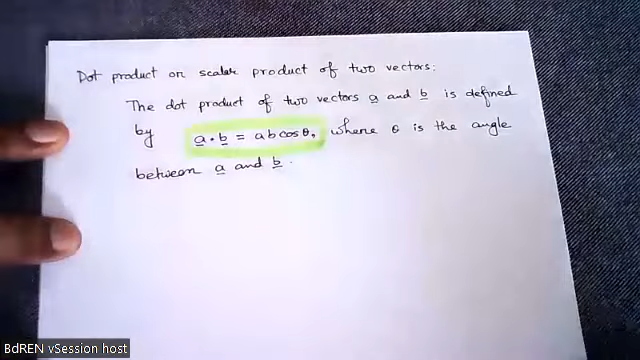 Dot product or scalar product of two vectors:
The dot product of two vectors a and b is defined
by a · b = ab cos θ, where θ is the angle
between a and b.
BdREN vSession host